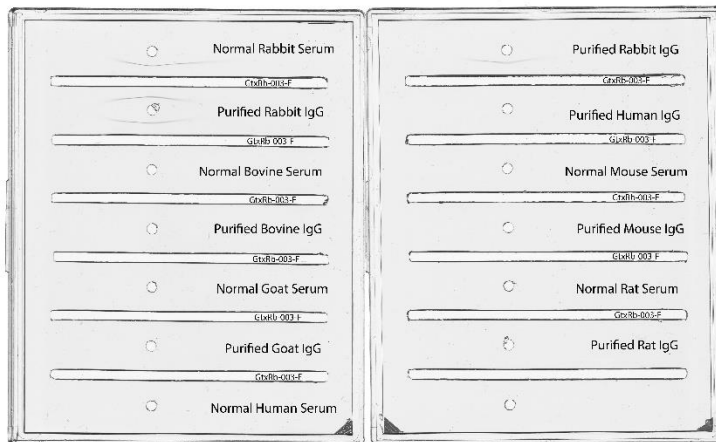 Normal Rabbit Serum
GtxRb-003-F
Purified Rabbit IgG
GtxRb-003-F
Normal Bovine Serum
GtxRb-003-F
Purified Bovine IgG
GtxRb-003-F
Normal Goat Serum
GtxRb-003-F
Purified Goat IgG
GtxRb-003-F
Normal Human Serum
Purified Rabbit IgG
GtxRb-003-F
Purified Human IgG
GtxRb-003-F
Normal Mouse Serum
GtxRb-003-F
Purified Mouse IgG
GtxRb-003-F
Normal Rat Serum
GtxRb-003-F
Purified Rat IgG